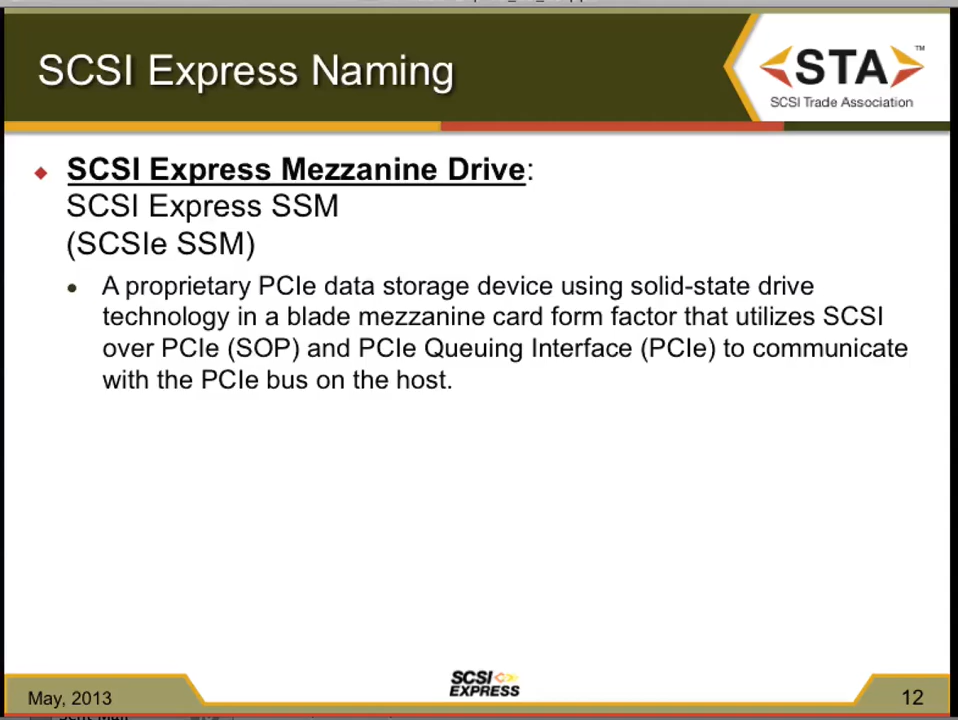 SCSI Express Naming
STA™
SCSI Trade Association
SCSI Express Mezzanine Drive:
SCSI Express SSM
(SCSIe SSM)
A proprietary PCIe data storage device using solid-state drive
technology in a blade mezzanine card form factor that utilizes SCSI
over PCIe (SOP) and PCIe Queuing Interface (PCIe) to communicate
with the PCIe bus on the host.
May, 2013
SCSI
EXPRESS
12